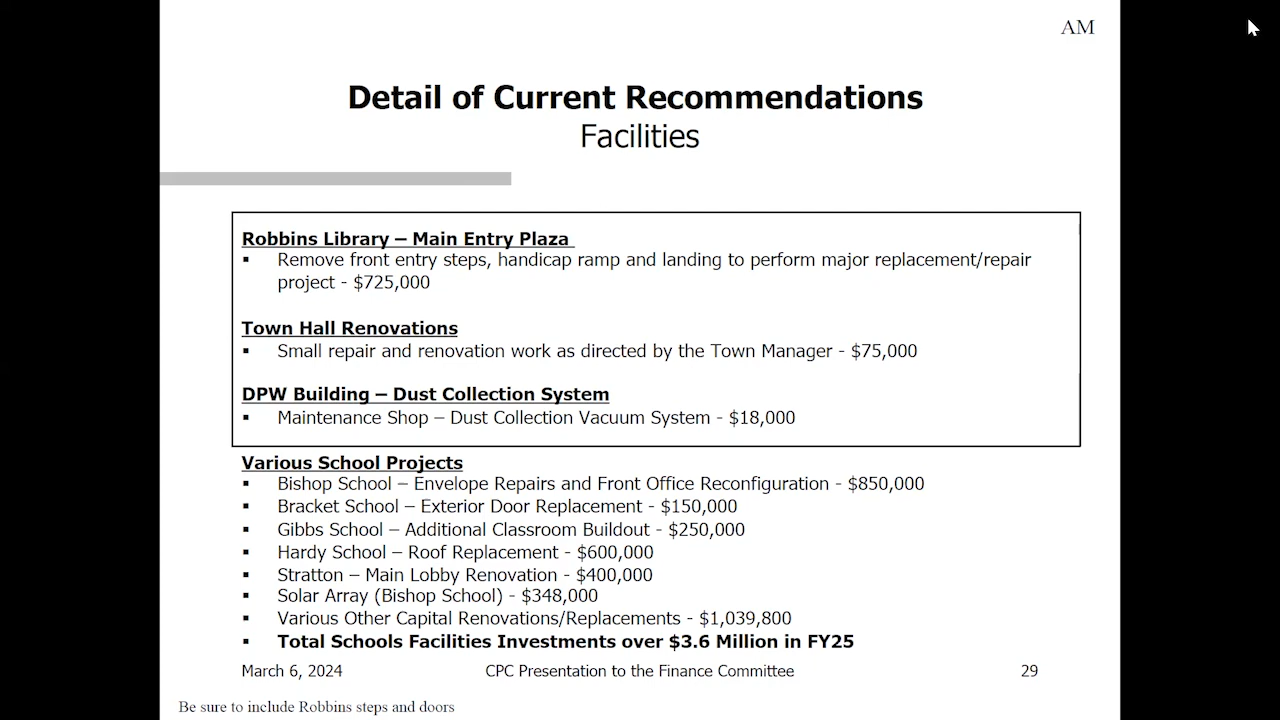 AM
Detail of Current Recommendations
Facilities
Robbins Library – Main Entry Plaza
▪ Remove front entry steps, handicap ramp and landing to perform major replacement/repair
project - $725,000
Town Hall Renovations
▪ Small repair and renovation work as directed by the Town Manager - $75,000
DPW Building – Dust Collection System
▪ Maintenance Shop – Dust Collection Vacuum System - $18,000
Various School Projects
▪ Bishop School – Envelope Repairs and Front Office Reconfiguration - $850,000
▪ Bracket School – Exterior Door Replacement - $150,000
▪ Gibbs School – Additional Classroom Buildout - $250,000
▪ Hardy School – Roof Replacement - $600,000
▪ Stratton – Main Lobby Renovation - $400,000
▪ Solar Array (Bishop School) - $348,000
▪ Various Other Capital Renovations/Replacements - $1,039,800
▪ Total Schools Facilities Investments over $3.6 Million in FY25
March 6, 2024 CPC Presentation to the Finance Committee 29
Be sure to include Robbins steps and doors